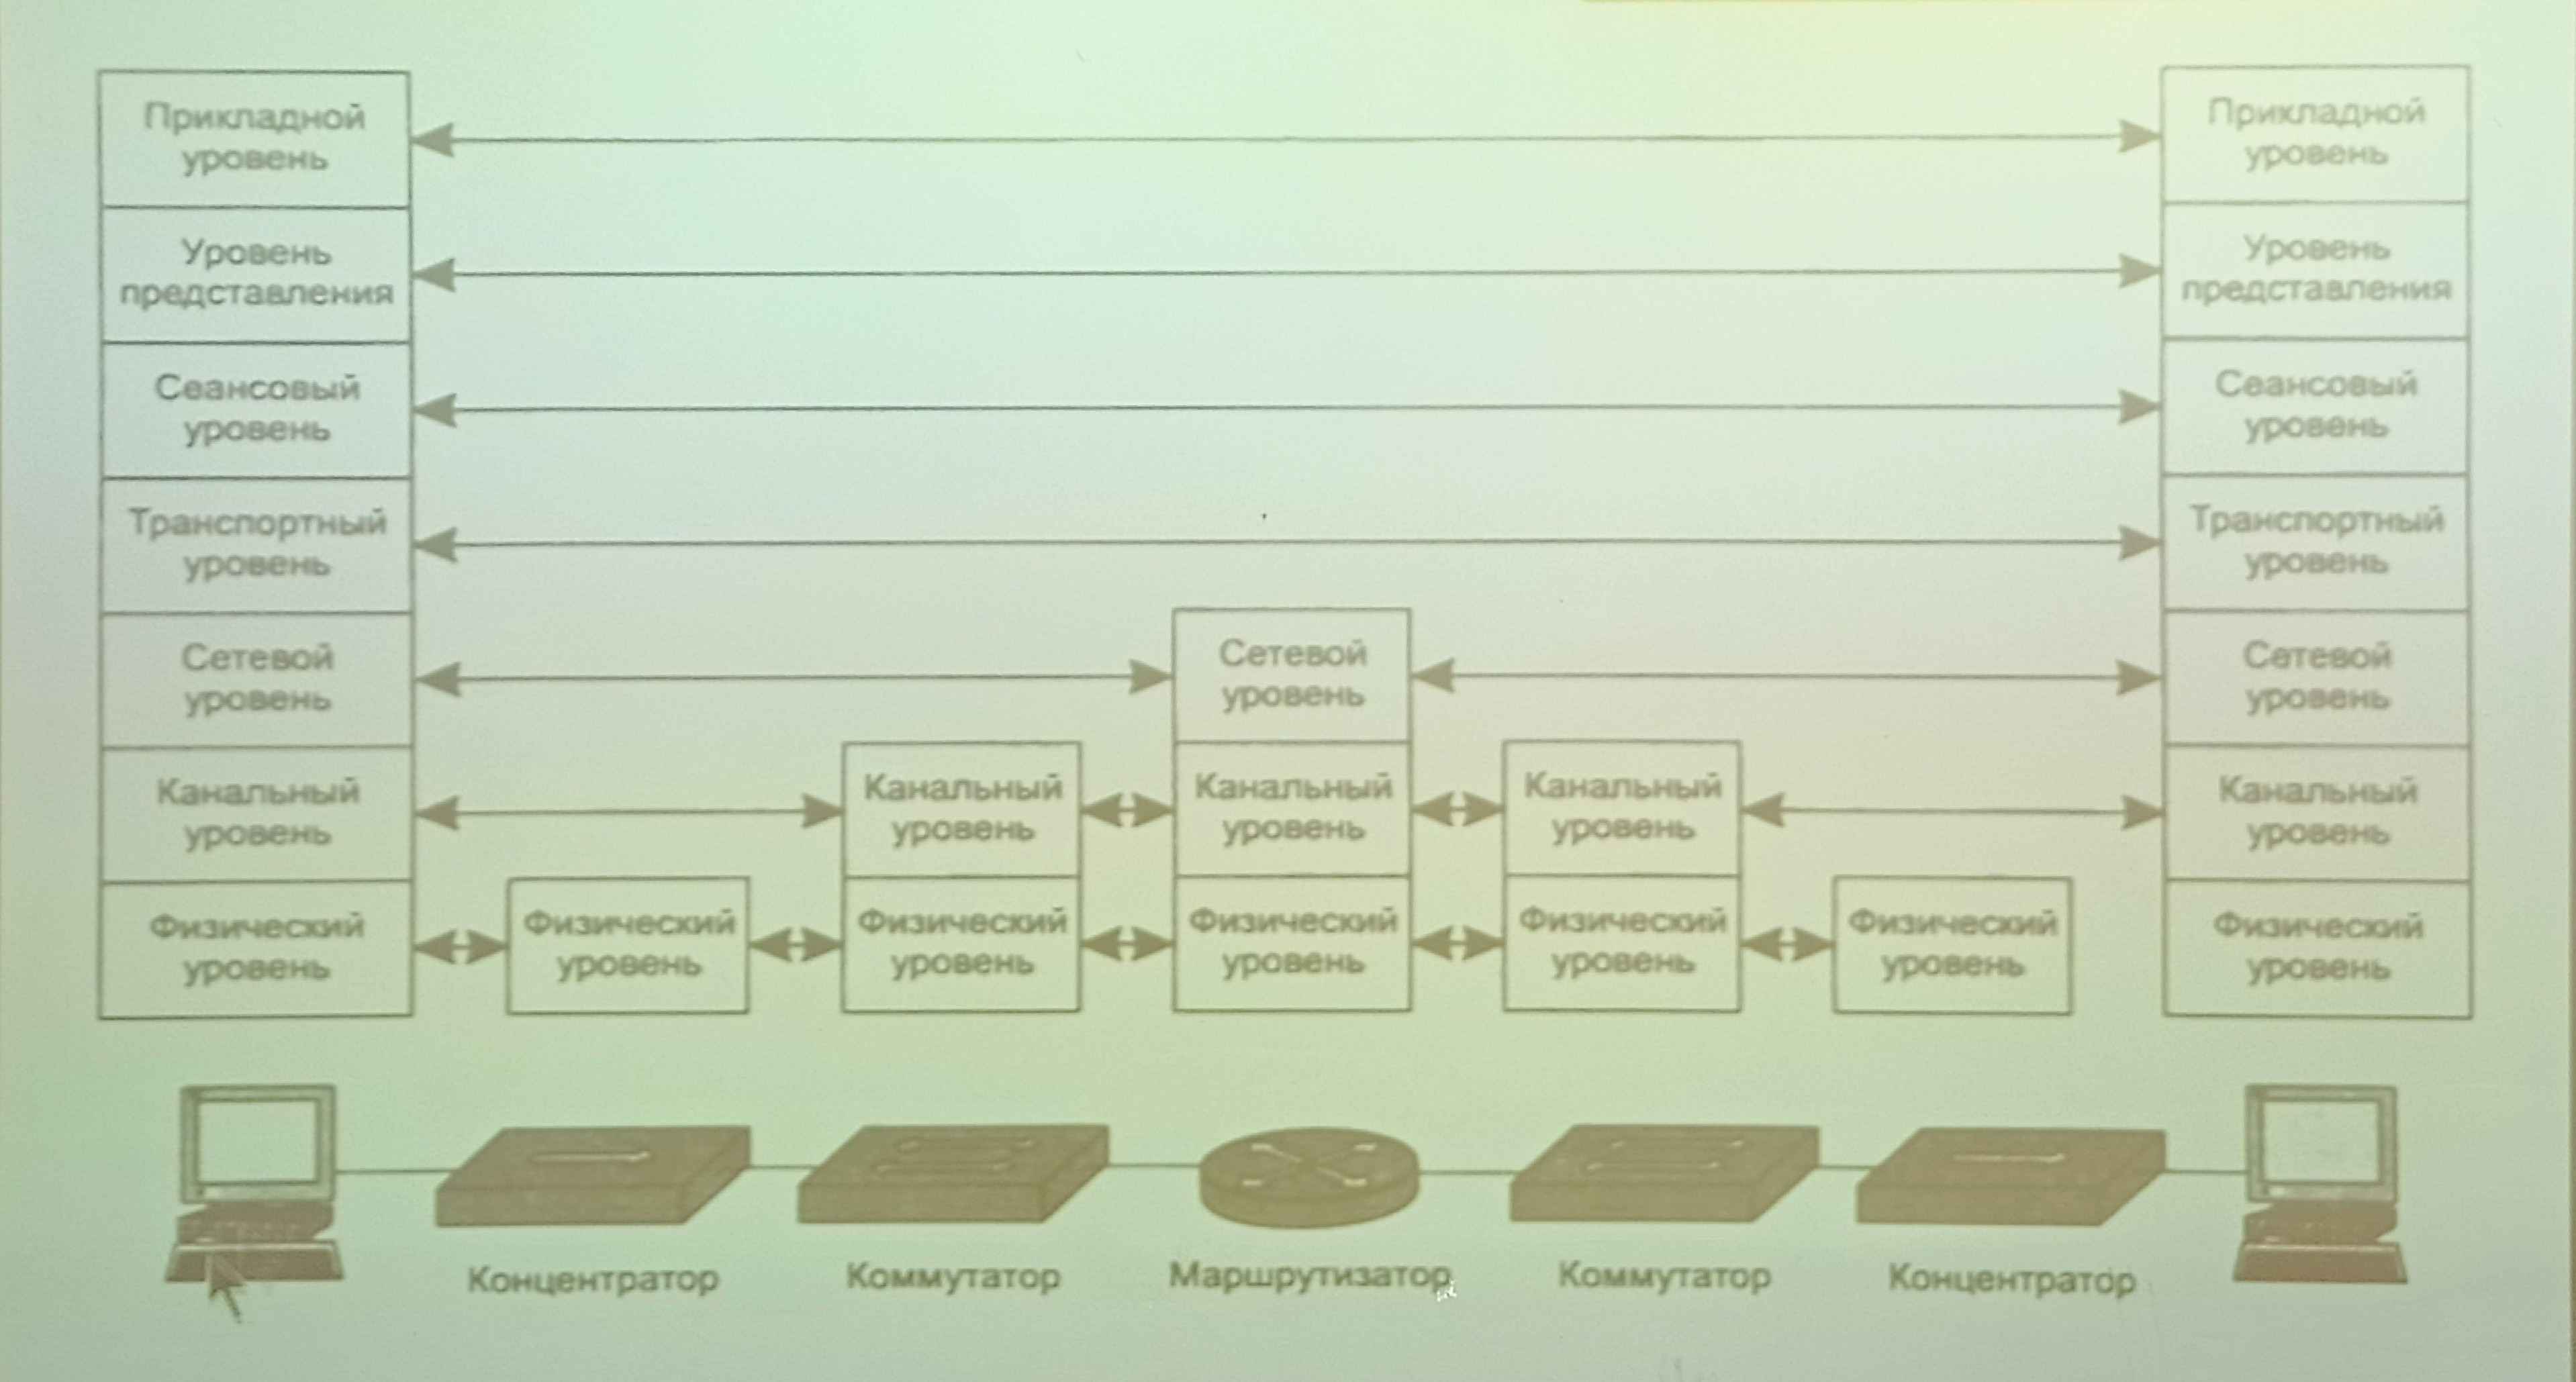 Прикладной
уровень
Прикладной
уровень
Уровень
представления
Уровень
представления
Сеансовый
уровень
Сеансовый
уровень
Транспортный
уровень
Транспортный
уровень
Сетевой
уровень
Сетевой
уровень
Сетевой
уровень
Канальный
уровень
Канальный
уровень
Канальный
уровень
Канальный
уровень
Канальный
уровень
Физический
уровень
Физический
уровень
Физический
уровень
Физический
уровень
Физический
уровень
Физический
уровень
Физический
уровень
Концентратор
Коммутатор
Маршрутизатор
Коммутатор
Концентратор